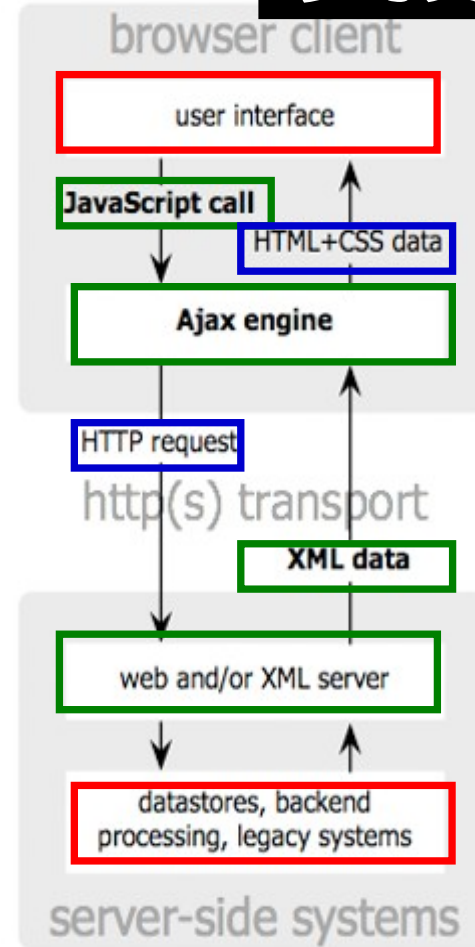 browser client
user interface
JavaScript call
HTML+CSS data
Ajax engine
HTTP request
http(s) transport
XML data
web and/or XML server
datastores, backend
processing, legacy systems
server-side systems